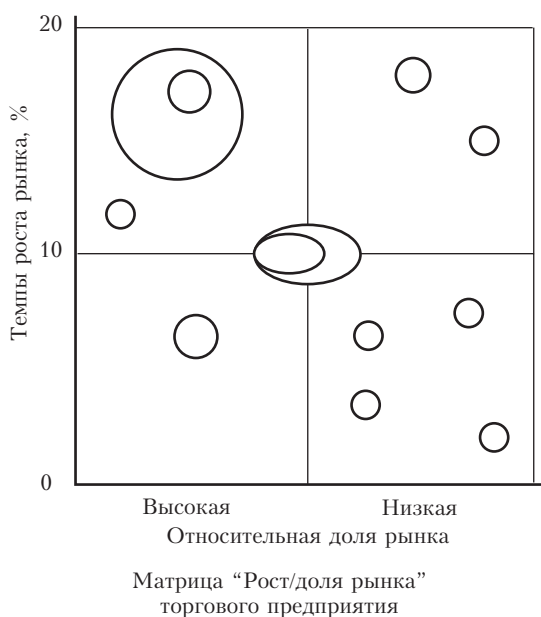 20
Темпы роста рынка, %
10
0
Высокая
Низкая
Относительная доля рынка
Матрица “Рост/доля рынка”
торгового предприятия